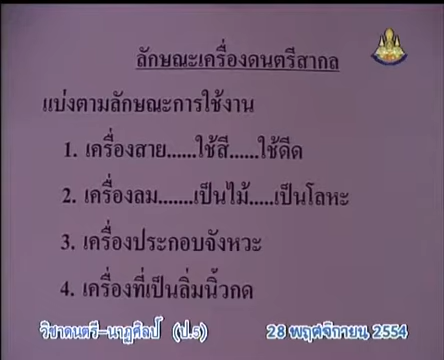 ลักษณะเครื่องดนตรีสากล
แบ่งตามลักษณะการใช้งาน
1. เครื่องสาย......ใช้สี......ใช้ดีด
2. เครื่องลม.......เป็นไม้.....เป็นโลหะ
3. เครื่องประกอบจังหวะ
4. เครื่องที่เป็นลิ่มนิ้วกด
วิชาดนตรี-นาฏศิลป์ (ป.5) 28 พฤศจิกายน 2554